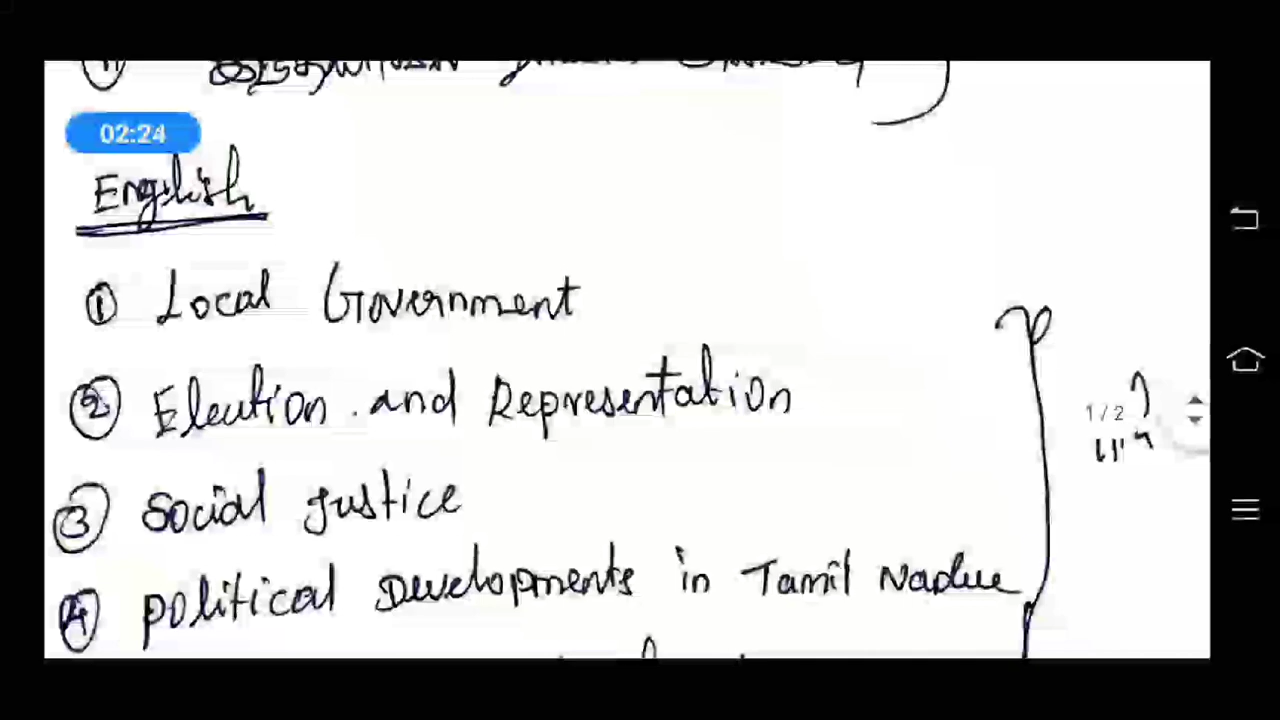 02:24
English
① Local Government
② Election and Representation
1 / 2
③ Social Justice
④ Political Developments in Tamil Nadu